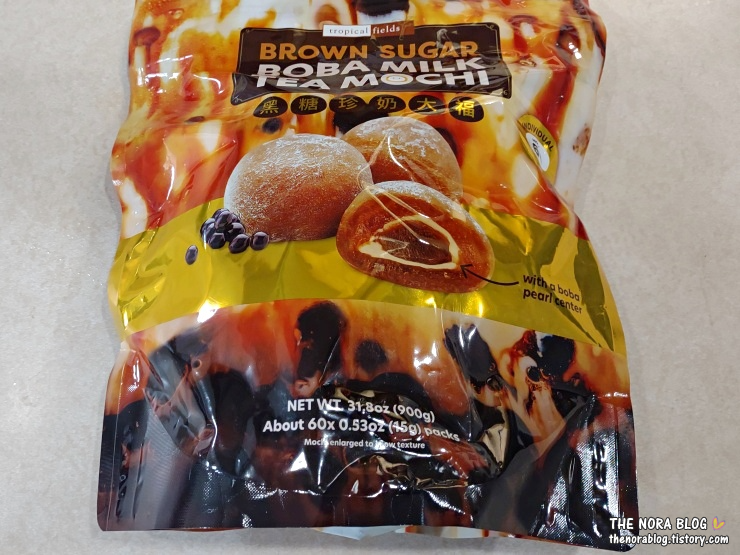 tropical fields
BROWN SUGAR
BOBA MILK
TEA MOCHI
黑糖珍奶大福
INDIVIDUAL
with a boba
pearl center
NET WT. 31,8oz (900g)
About 60x 0.53oz (15g) packs
Mochi enlarged to show texture
THE NORA BLOG
thenorablog.tistory.com